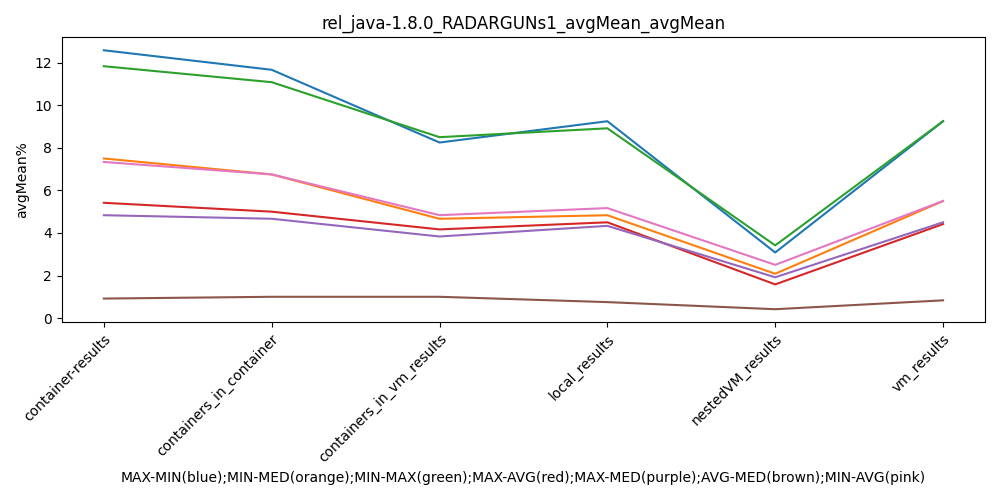 rel_java-1.8.0_RADARGUNs1_avgMean_avgMean
avgMean%
12
10
8
6
4
2
0
container-results
containers_in_container
containers_in_vm_results
local_results
nestedVM_results
vm_results
MAX-MIN(blue);MIN-MED(orange);MIN-MAX(green);MAX-AVG(red);MAX-MED(purple);AVG-MED(brown);MIN-AVG(pink)